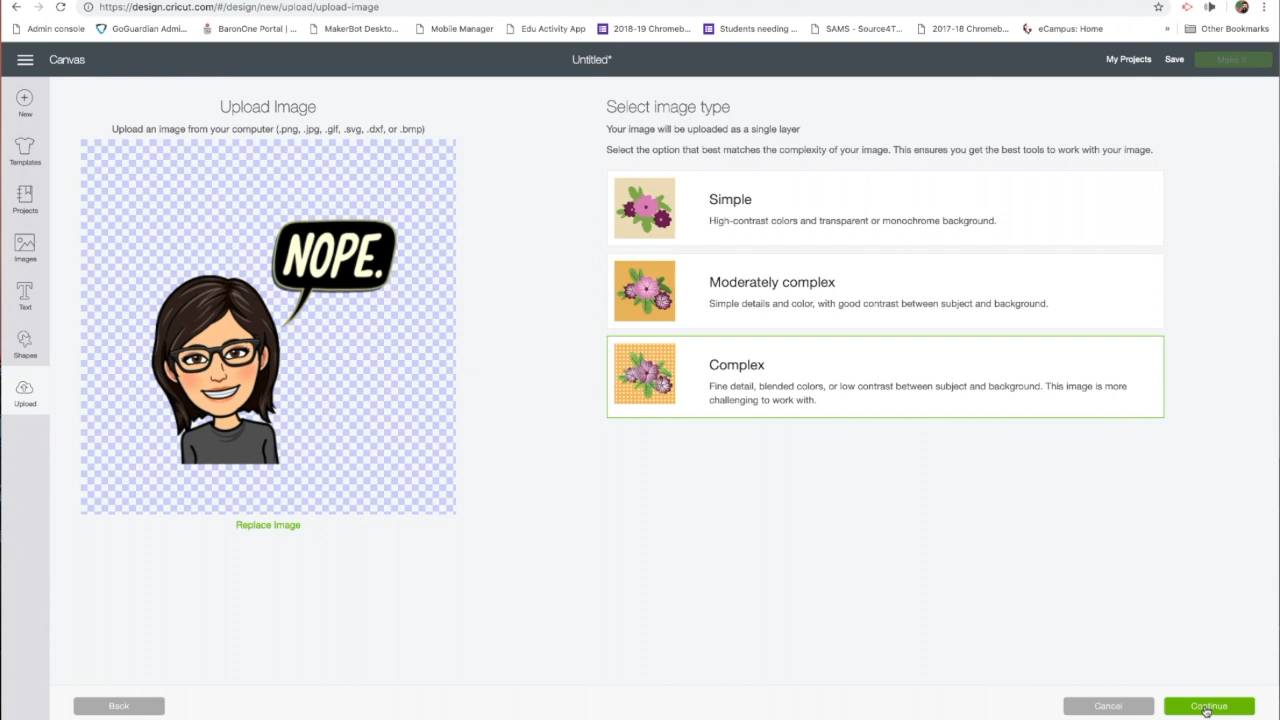 https://design.cricut.com/#/design/new/upload/upload-image
Admin console GoGuardian Admi... BaronOne Portal | ... MakerBot Deskto... Mobile Manager Edu Activity App 2018-19 Chromeb... Students needing ... SAMS - Source4T... 2017-18 Chromeb... eCampus: Home » Other Bookmarks
Canvas Untitled* My Projects Save Make It
New
Templates
Projects
Images
Text
Shapes
Upload
Upload Image
Upload an image from your computer (.png, .jpg, .gif, .svg, .dxf, or .bmp)
NOPE.
Replace Image
Select image type
Your image will be uploaded as a single layer
Select the option that best matches the complexity of your image. This ensures you get the best tools to work with your image.
Simple
High-contrast colors and transparent or monochrome background.
Moderately complex
Simple details and color, with good contrast between subject and background.
Complex
Fine detail, blended colors, or low contrast between subject and background. This image is more
challenging to work with.
Back Cancel Continue